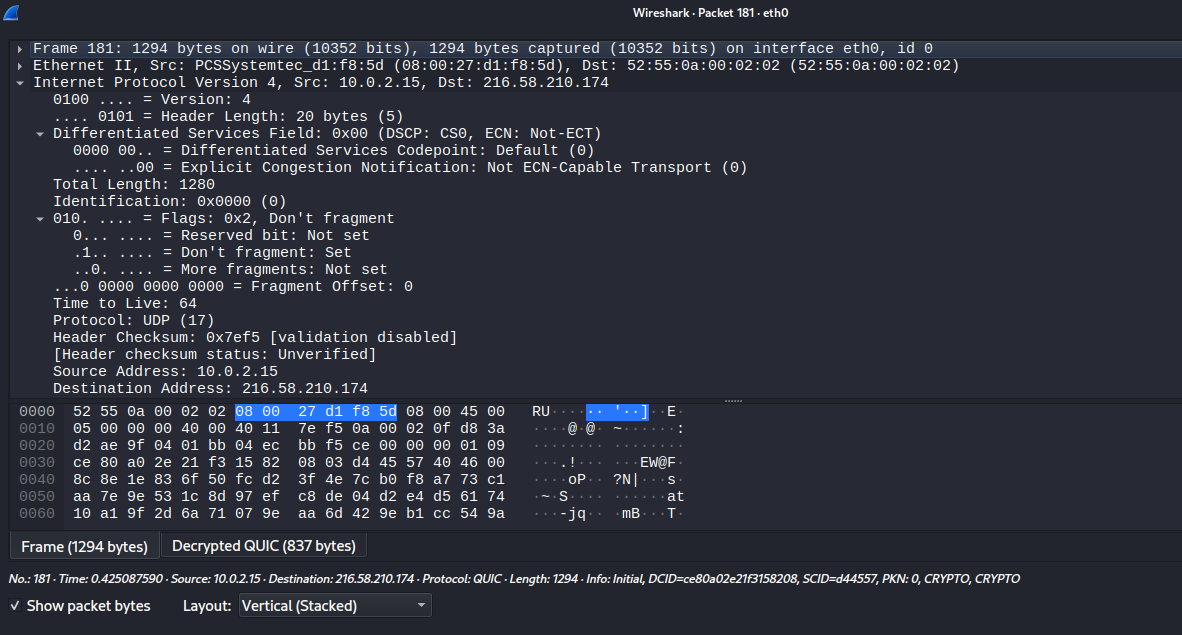 Wireshark · Packet 181 · eth0
Frame 181: 1294 bytes on wire (10352 bits), 1294 bytes captured (10352 bits) on interface eth0, id 0
Ethernet II, Src: PCSSystemtec_d1:f8:5d (08:00:27:d1:f8:5d), Dst: 52:55:0a:00:02:02 (52:55:0a:00:02:02)
Internet Protocol Version 4, Src: 10.0.2.15, Dst: 216.58.210.174
0100 .... = Version: 4
.... 0101 = Header Length: 20 bytes (5)
Differentiated Services Field: 0x00 (DSCP: CS0, ECN: Not-ECT)
0000 00.. = Differentiated Services Codepoint: Default (0)
.... ..00 = Explicit Congestion Notification: Not ECN-Capable Transport (0)
Total Length: 1280
Identification: 0x0000 (0)
010. .... = Flags: 0x2, Don't fragment
0... .... = Reserved bit: Not set
.1.. .... = Don't fragment: Set
..0. .... = More fragments: Not set
...0 0000 0000 0000 = Fragment Offset: 0
Time to Live: 64
Protocol: UDP (17)
Header Checksum: 0x7ef5 [validation disabled]
[Header checksum status: Unverified]
Source Address: 10.0.2.15
Destination Address: 216.58.210.174
0000 52 55 0a 00 02 02 08 00 27 d1 f8 5d 08 00 45 00 RU·······'··]··E·
0010 05 00 00 00 40 00 40 11 7e f5 0a 00 02 0f d8 3a ····@·@· ~······:
0020 d2 ae 9f 04 01 bb 04 ec bb f5 ce 00 00 00 01 09 ········ ········
0030 ce 80 a0 2e 21 f3 15 82 08 03 d4 45 57 40 46 00 ···.!··· ···EW@F·
0040 8c 8e 1e 83 6f 50 fc d2 3f 4e 7c b0 f8 a7 73 c1 ····oP·· ?N|···s·
0050 aa 7e 9e 53 1c 8d 97 ef c8 de 04 d2 e4 d5 61 74 ·~·S···· ······at
0060 10 a1 9f 2d 6a 71 07 9e aa 6d 42 9e b1 cc 54 9a ···-jq·· ·mB···T·
Frame (1294 bytes) Decrypted QUIC (837 bytes)
No.: 181 · Time: 0.425087590 · Source: 10.0.2.15 · Destination: 216.58.210.174 · Protocol: QUIC · Length: 1294 · Info: Initial, DCID=ce80a02e21f3158208, SCID=d44557, PKN: 0, CRYPTO, CRYPTO
Show packet bytes Layout: Vertical (Stacked)